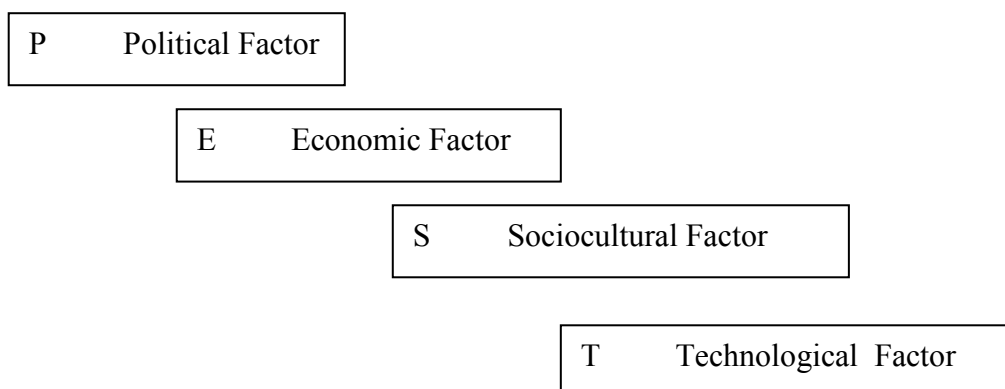 P Political Factor
E Economic Factor
S Sociocultural Factor
T Technological Factor